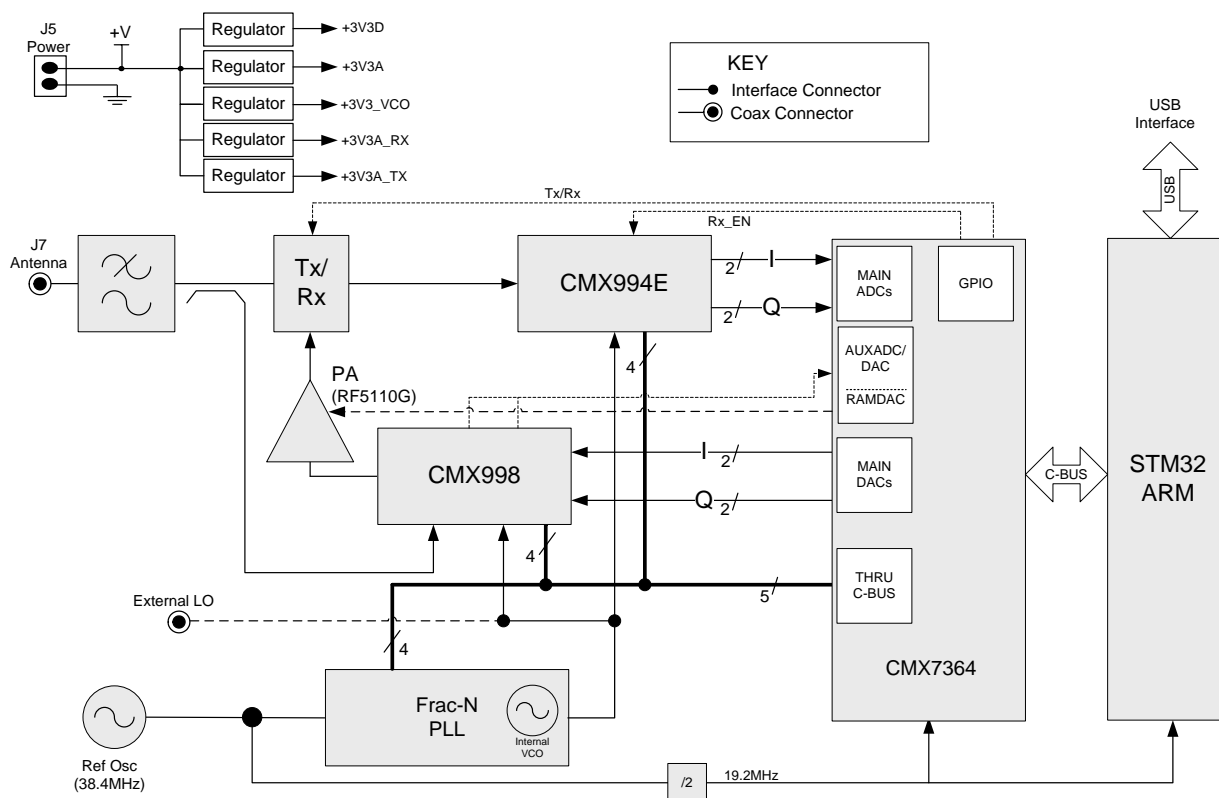 J5
Power
+V
Regulator
+3V3D
Regulator
+3V3A
Regulator
+3V3_VCO
Regulator
+3V3A_RX
Regulator
+3V3A_TX
KEY
Interface Connector
Coax Connector
USB
Interface
USB
Tx/Rx
Rx_EN
J7
Antenna
Tx/
Rx
CMX994E
2
I
2
Q
MAIN
ADCs
GPIO
4
AUXADC/
DAC
RAMDAC
PA
(RF5110G)
CMX998
I
2
Q
2
MAIN
DACs
C-BUS
STM32
ARM
4
5
THRU
C-BUS
External LO
4
CMX7364
Frac-N
PLL
Internal
VCO
Ref Osc
(38.4MHz)
/2
19.2MHz